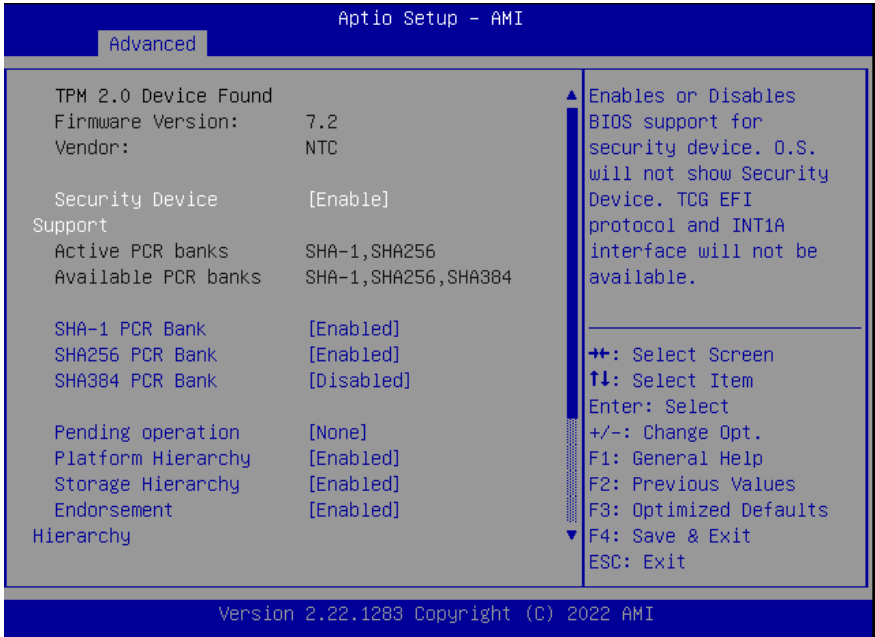 Aptio Setup - AMI
Advanced
TPM 2.0 Device Found
Firmware Version: 7.2
Vendor: NTC
Security Device [Enable]
Support
Active PCR banks SHA-1,SHA256
Available PCR banks SHA-1,SHA256,SHA384
SHA-1 PCR Bank [Enabled]
SHA256 PCR Bank [Enabled]
SHA384 PCR Bank [Disabled]
Pending operation [None]
Platform Hierarchy [Enabled]
Storage Hierarchy [Enabled]
Endorsement [Enabled]
Hierarchy
Enables or Disables
BIOS support for
security device. O.S.
will not show Security
Device. TCG EFI
protocol and INT1A
interface will not be
available.
→←: Select Screen
↑↓: Select Item
Enter: Select
+/-: Change Opt.
F1: General Help
F2: Previous Values
F3: Optimized Defaults
F4: Save & Exit
ESC: Exit
Version 2.22.1283 Copyright (C) 2022 AMI